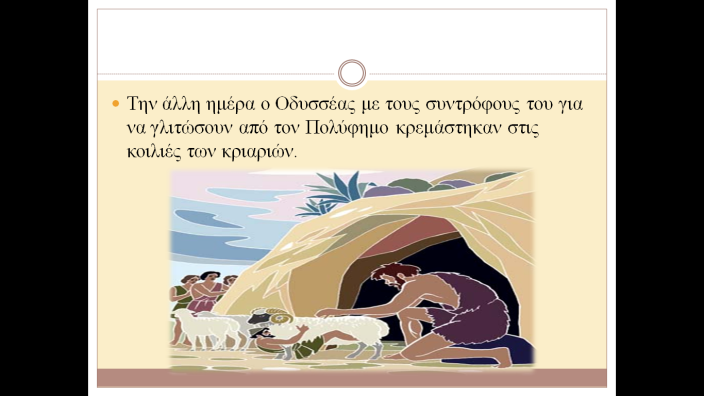 Την άλλη ημέρα ο Οδυσσέας με τους συντρόφους του για
να γλιτώσουν από τον Πολύφημο κρεμάστηκαν στις
κοιλιές των κριαριών.